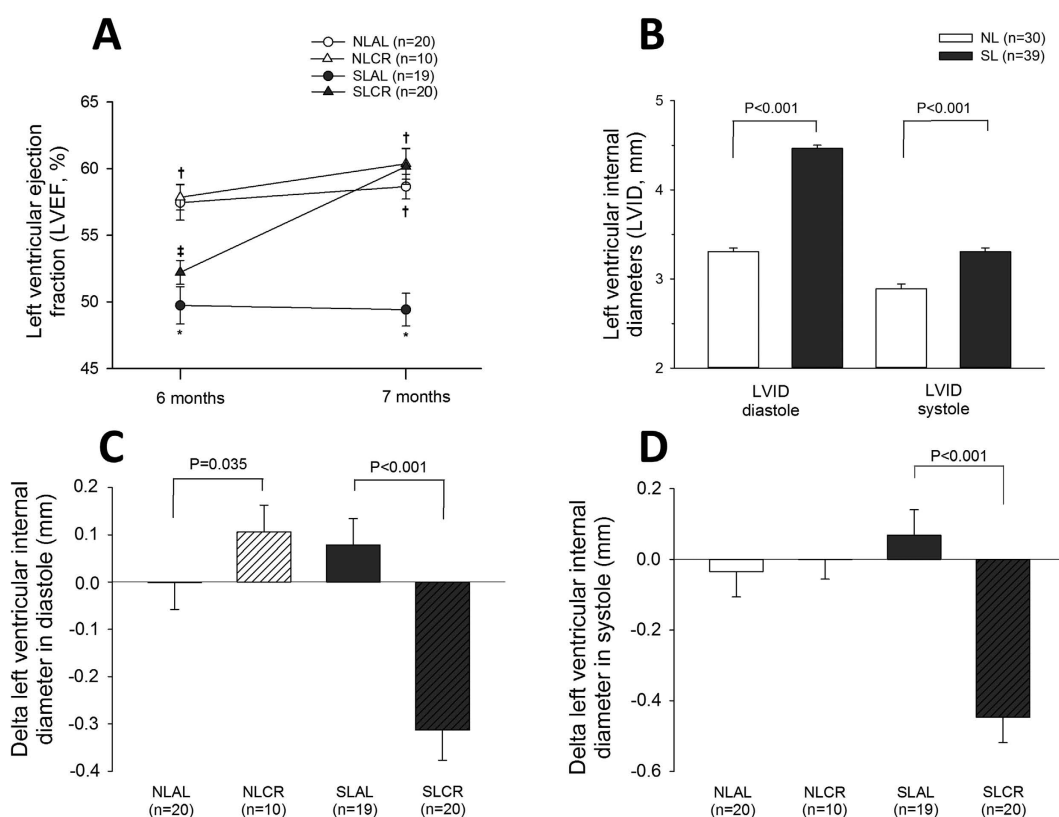 A
NLAL (n=20)
NLCR (n=10)
SLAL (n=19)
SLCR (n=20)
Left ventricular ejection
fraction (LVEF, %)
65
60
55
50
45
†
‡
*
†
†
*
6 months
7 months
B
NL (n=30)
SL (n=39)
Left ventricular internal
diameters (LVID, mm)
5
4
3
2
P<0.001
P<0.001
LVID
diastole
LVID
systole
C
Delta left ventricular internal
diameter in diastole (mm)
0.2
0.1
0.0
-0.1
-0.2
-0.3
-0.4
P=0.035
P<0.001
NLAL
(n=20)
NLCR
(n=10)
SLAL
(n=19)
SLCR
(n=20)
D
Delta left ventricular internal
diameter in systole (mm)
0.2
0.0
-0.2
-0.4
-0.6
P<0.001
NLAL
(n=20)
NLCR
(n=10)
SLAL
(n=19)
SLCR
(n=20)